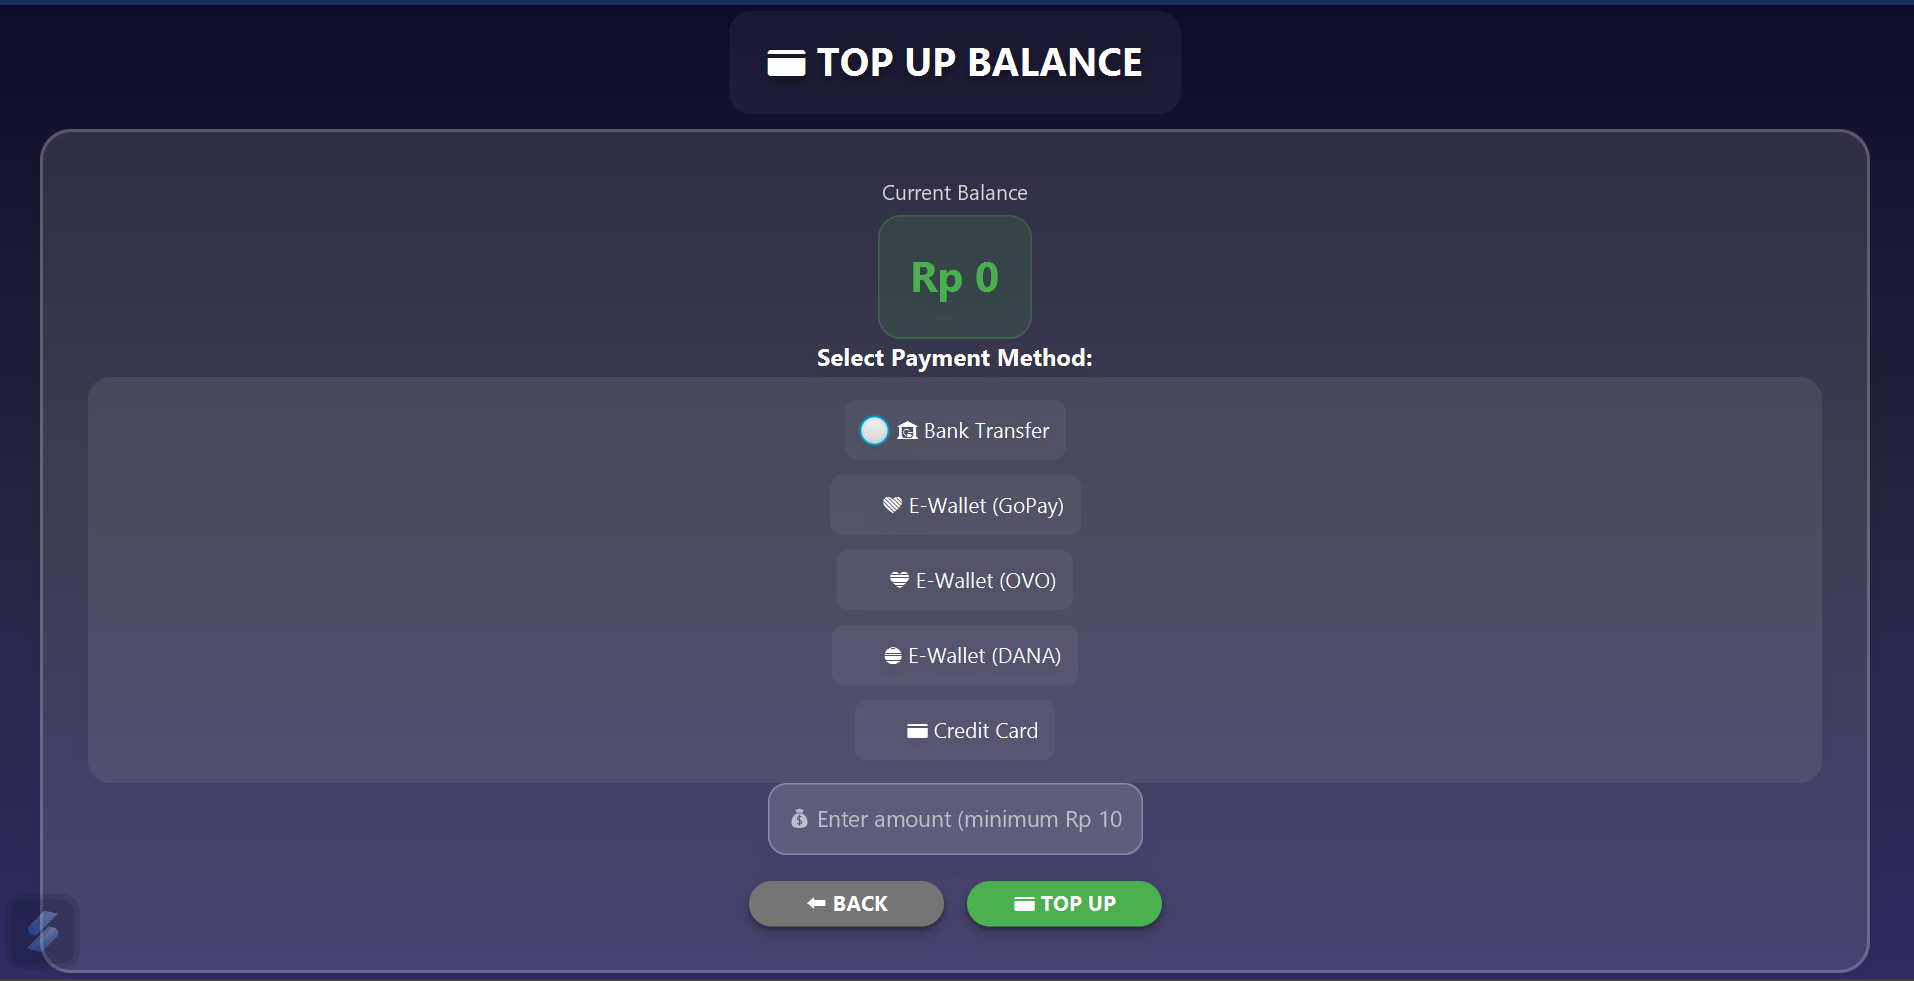 TOP UP BALANCE
Current Balance
Rp 0
Select Payment Method:
Bank Transfer
E-Wallet (GoPay)
E-Wallet (OVO)
E-Wallet (DANA)
Credit Card
Enter amount (minimum Rp 10
BACK
TOP UP